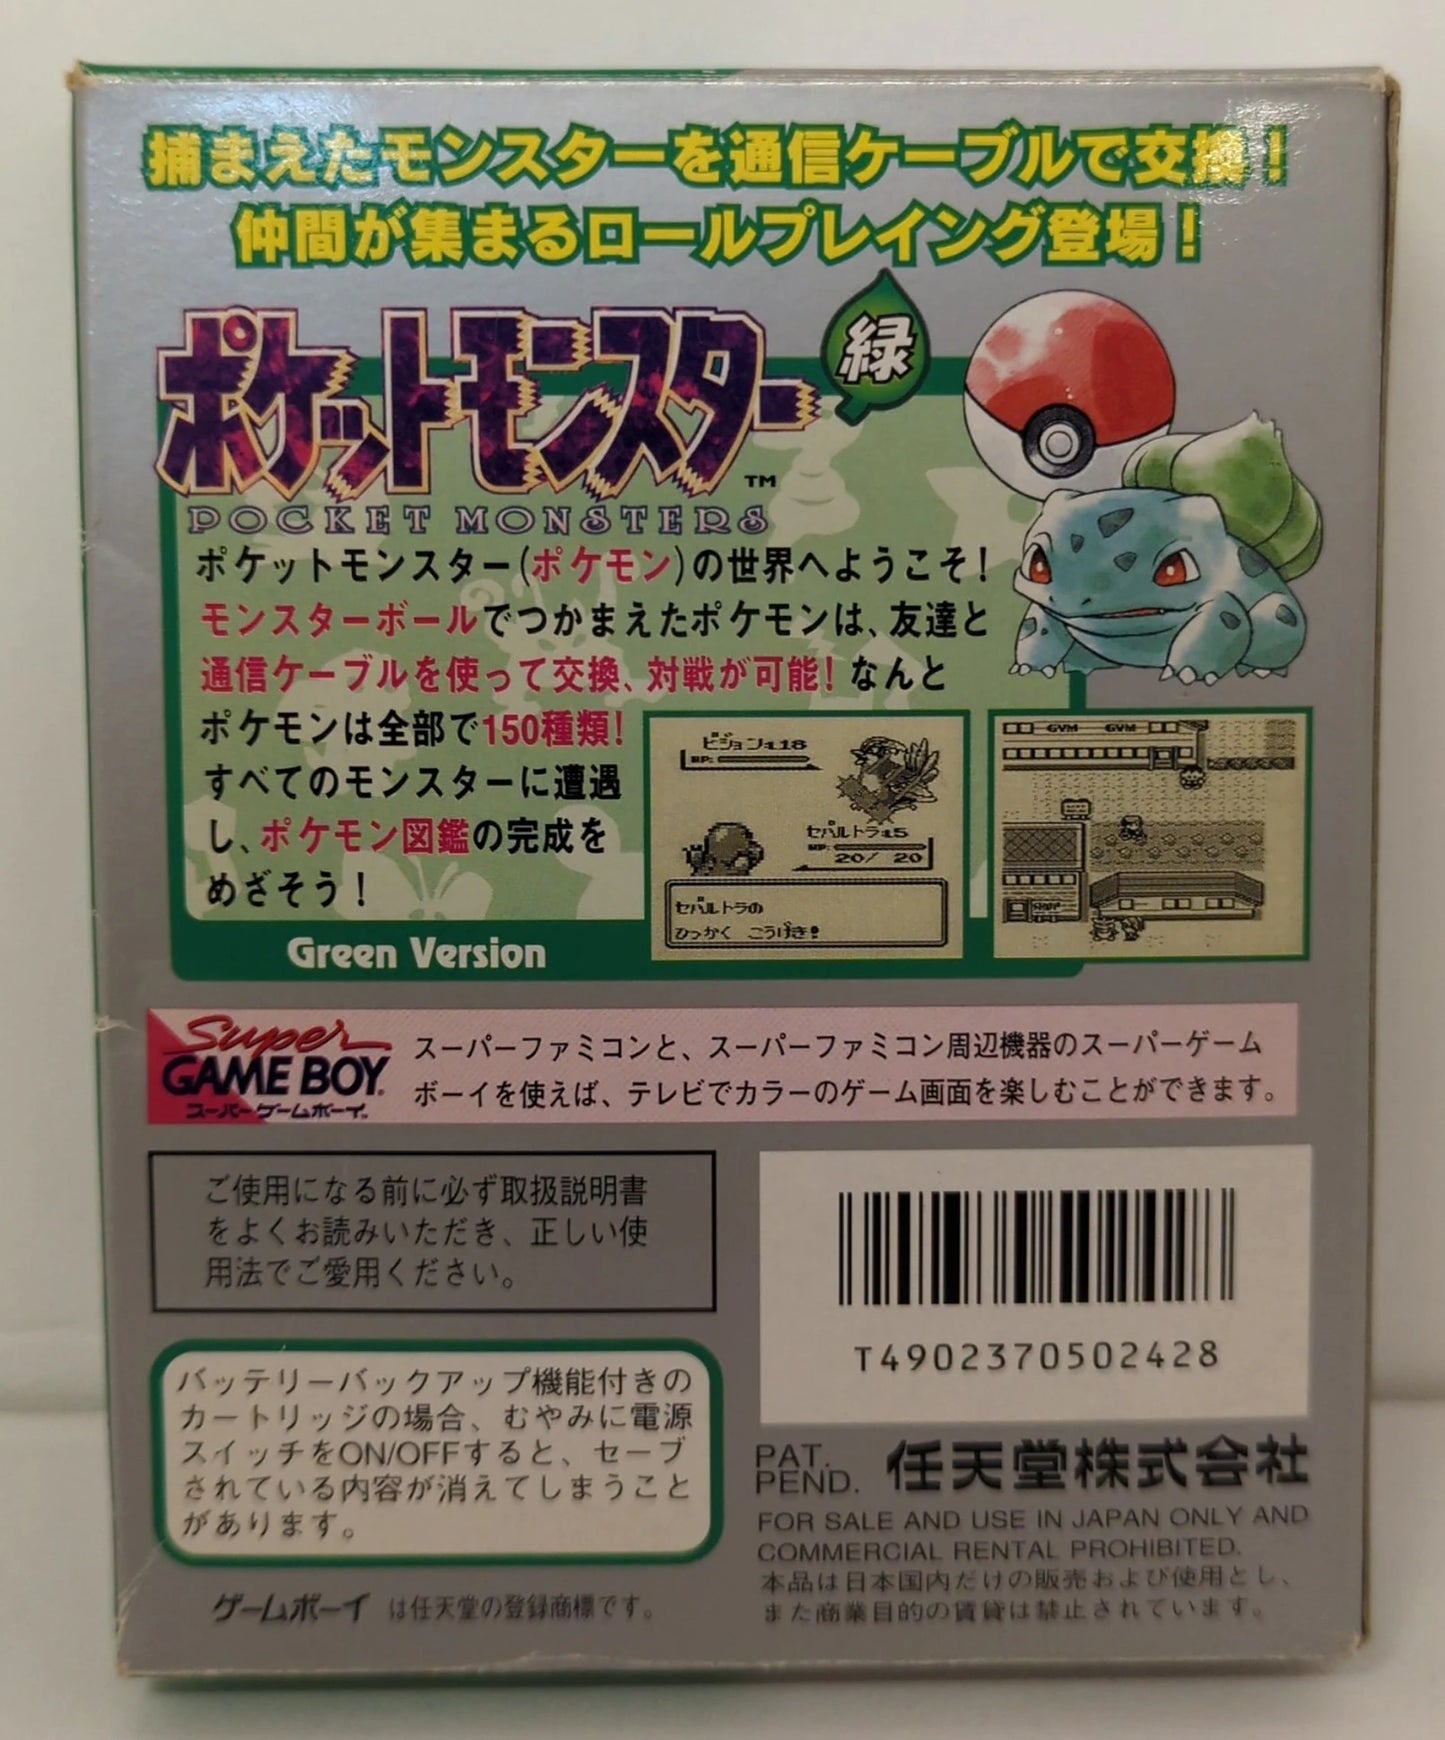 捕まえたモンスターを通信ケーブルで交換！
仲間が集まるロールプレイング登場！
ポケットモンスター
緑
TM
POCKET MONSTERS
ポケットモンスター(ポケモン)の世界へようこそ！
モンスターボールでつかまえたポケモンは、友達と
通信ケーブルを使って交換、対戦が可能！なんと
ポケモンは全部で150種類！
すべてのモンスターに遭遇
し、ポケモン図鑑の完成を
めざそう！
Green Version
ピジョン:L18
HP:
セバルトラ:L5
HP:
20/ 20
セバルトラの
ひっかく こうげき！
GYM GYM
Super
GAME BOY
スーパーゲームボーイ
スーパーファミコンと、スーパーファミコン周辺機器のスーパーゲーム
ボーイを使えば、テレビでカラーのゲーム画面を楽しむことができます。
ご使用になる前に必ず取扱説明書
をよくお読みいただき、正しい使
用法でご愛用ください。
T4902370502428
バッテリーバックアップ機能付きの
カートリッジの場合、むやみに電源
スイッチをON/OFFすると、セーブ
されている内容が消えてしまうこと
があります。
PAT.
PEND.
任天堂株式会社
FOR SALE AND USE IN JAPAN ONLY AND
COMMERCIAL RENTAL PROHIBITED.
本品は日本国内だけの販売および使用とし、
また商業目的の賃貸は禁止されています。
ゲームボーイ は任天堂の登録商標です。